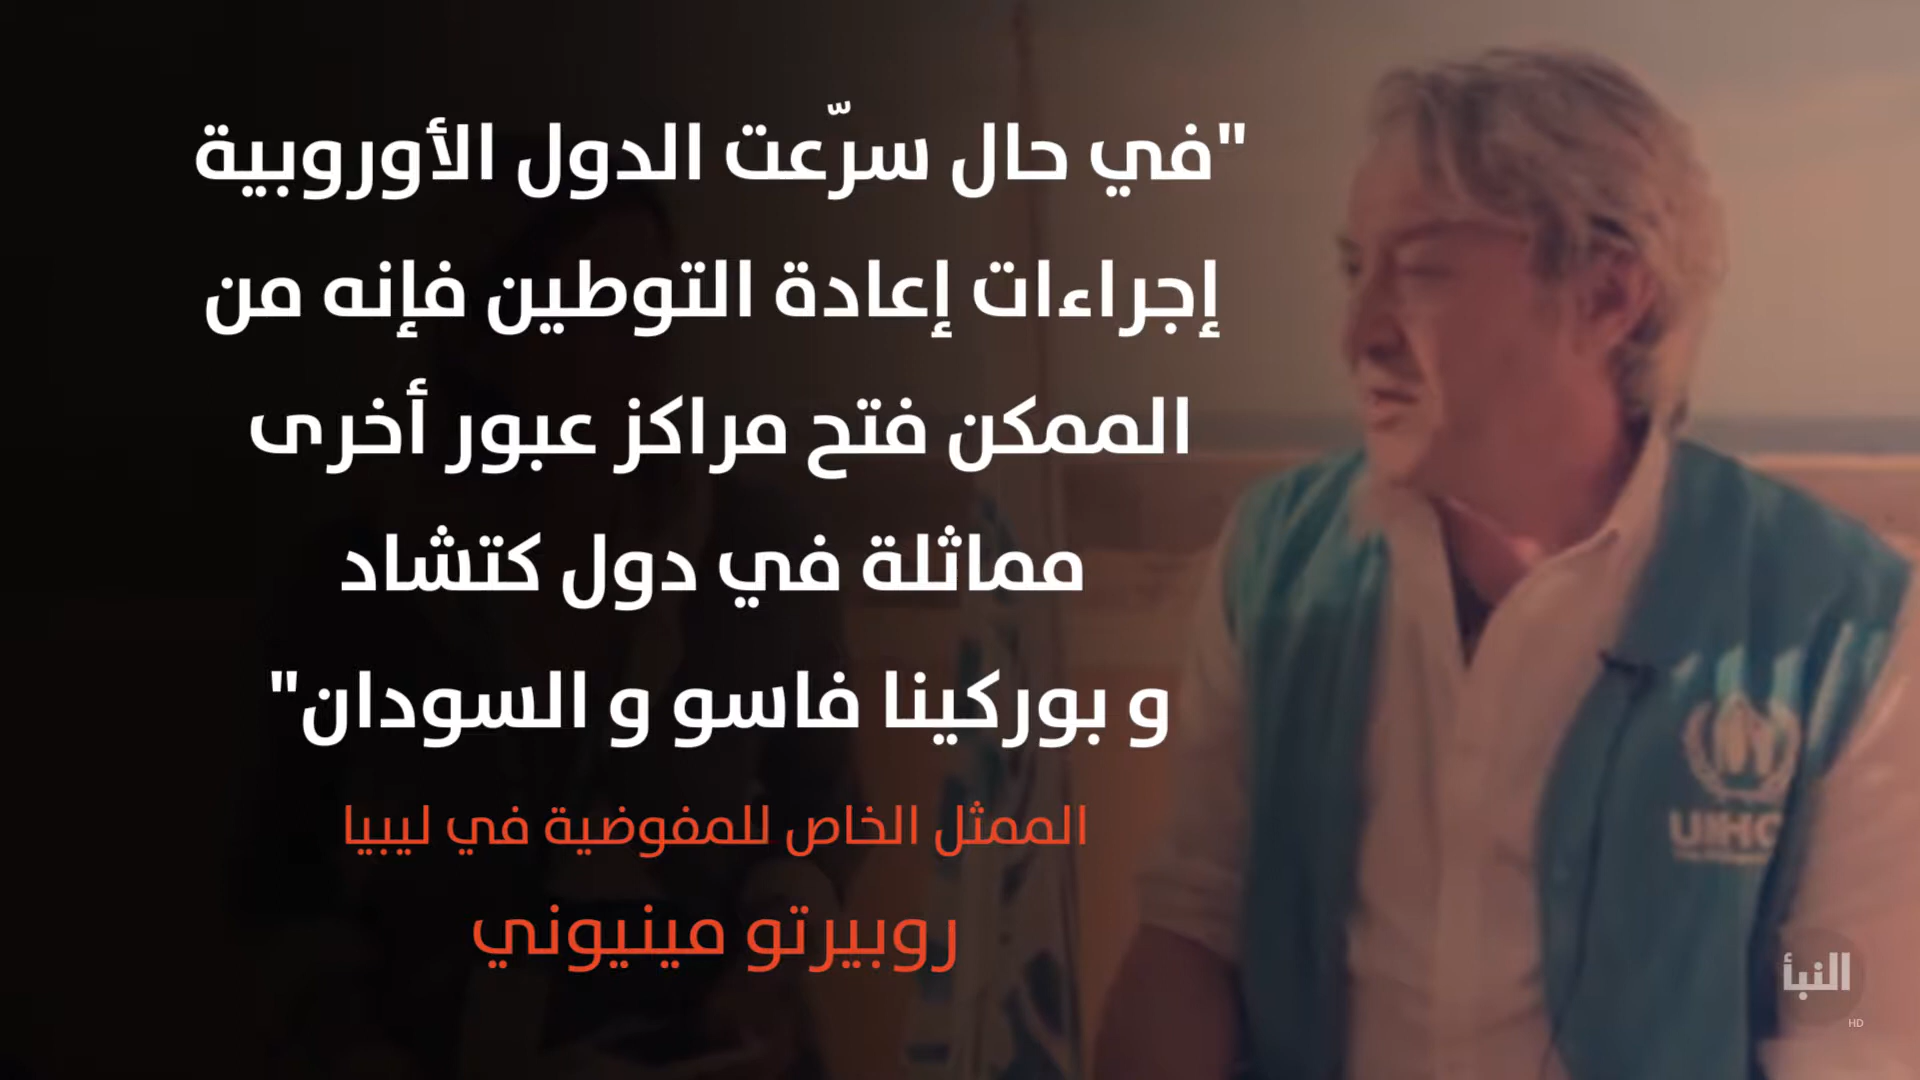 "في حال سرّعت الدول الأوروبية
إجراءات إعادة التوطين فإنه من
الممكن فتح مراكز عبور أخرى
مماثلة في دول كتشاد
و بوركينا فاسو و السودان"
الممثل الخاص للمفوضية في ليبيا
روبيرتو مينيوني
UNHC
النبأ
HD